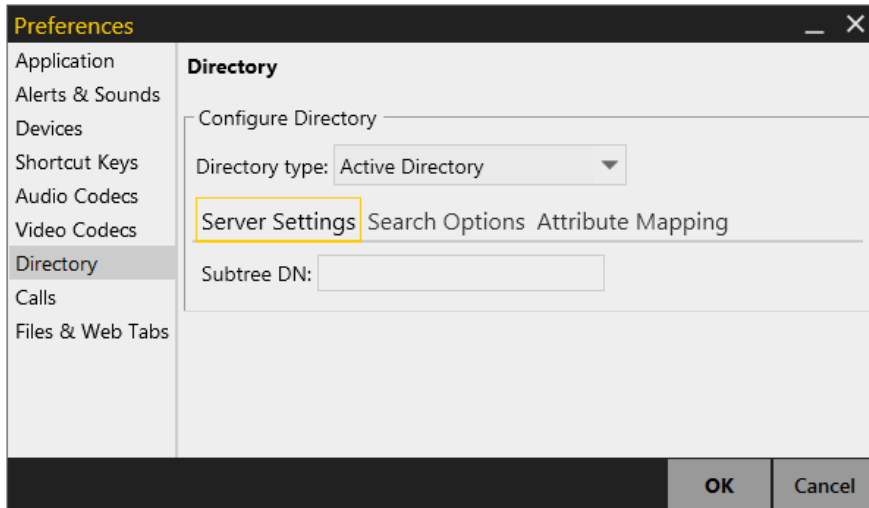 Preferences
Application
Alerts & Sounds
Devices
Shortcut Keys
Audio Codecs
Video Codecs
Directory
Calls
Files & Web Tabs
Directory
Configure Directory
Directory type: Active Directory
Server Settings Search Options Attribute Mapping
Subtree DN:
OK Cancel